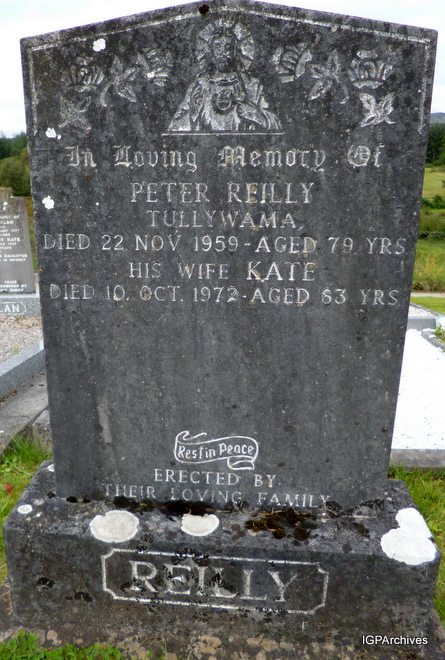 In Loving Memory Of
PETER REILLY
TULLYWAMA
DIED 22 NOV 1959 - AGED 79 YRS
HIS WIFE KATE
DIED 10. OCT. 1972 - AGED 83 YRS
Rest in Peace
ERECTED BY
THEIR LOVING FAMILY
REILLY
IGPArchives